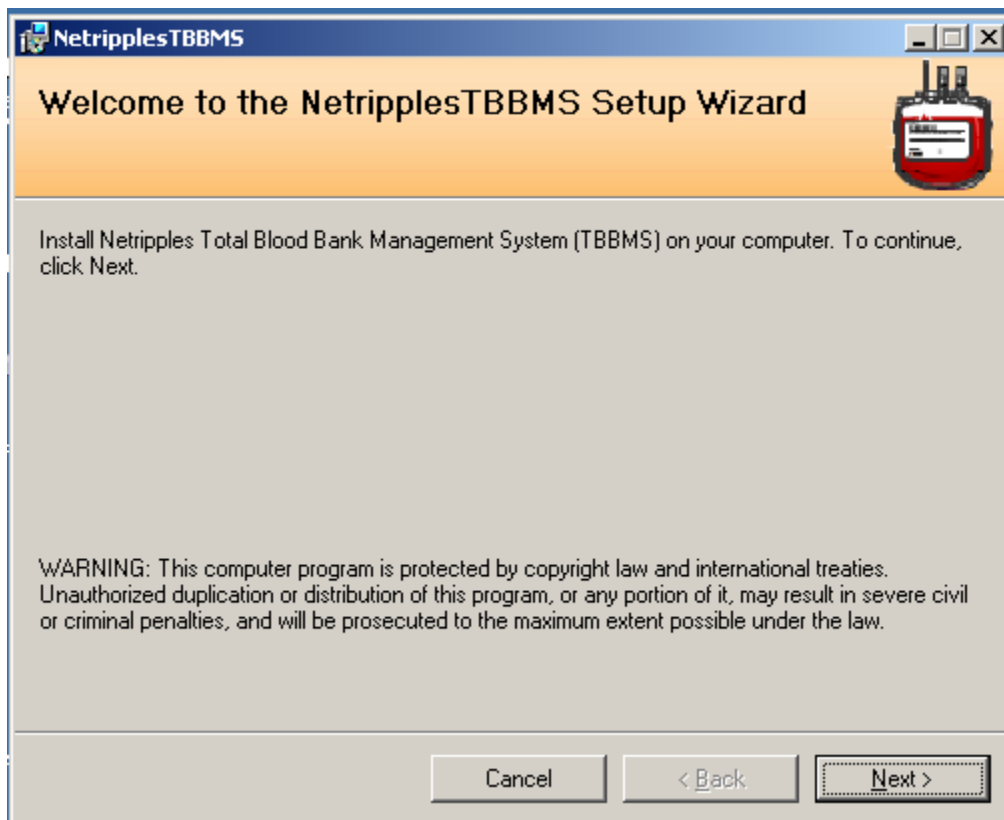 NetripplesTBBMS
Welcome to the NetripplesTBBMS Setup Wizard
Install Netripples Total Blood Bank Management System (TBBMS) on your computer. To continue,
click Next.
WARNING: This computer program is protected by copyright law and international treaties.
Unauthorized duplication or distribution of this program, or any portion of it, may result in severe civil
or criminal penalties, and will be prosecuted to the maximum extent possible under the law.
Cancel < Back Next >